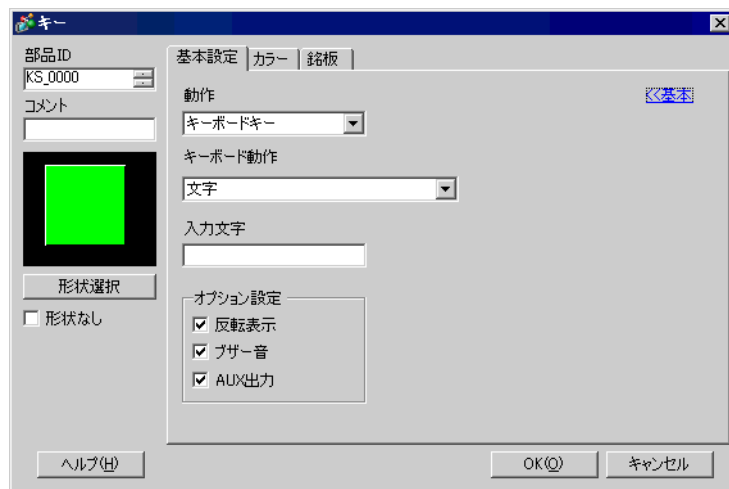 キー
部品ID
KS_0000
コメント
形状選択
形状なし
基本設定
カラー
銘板
動作
<<基本
キーボードキー
キーボード動作
文字
入力文字
オプション設定
反転表示
ブザー音
AUX出力
ヘルプ(H)
OK(O)
キャンセル